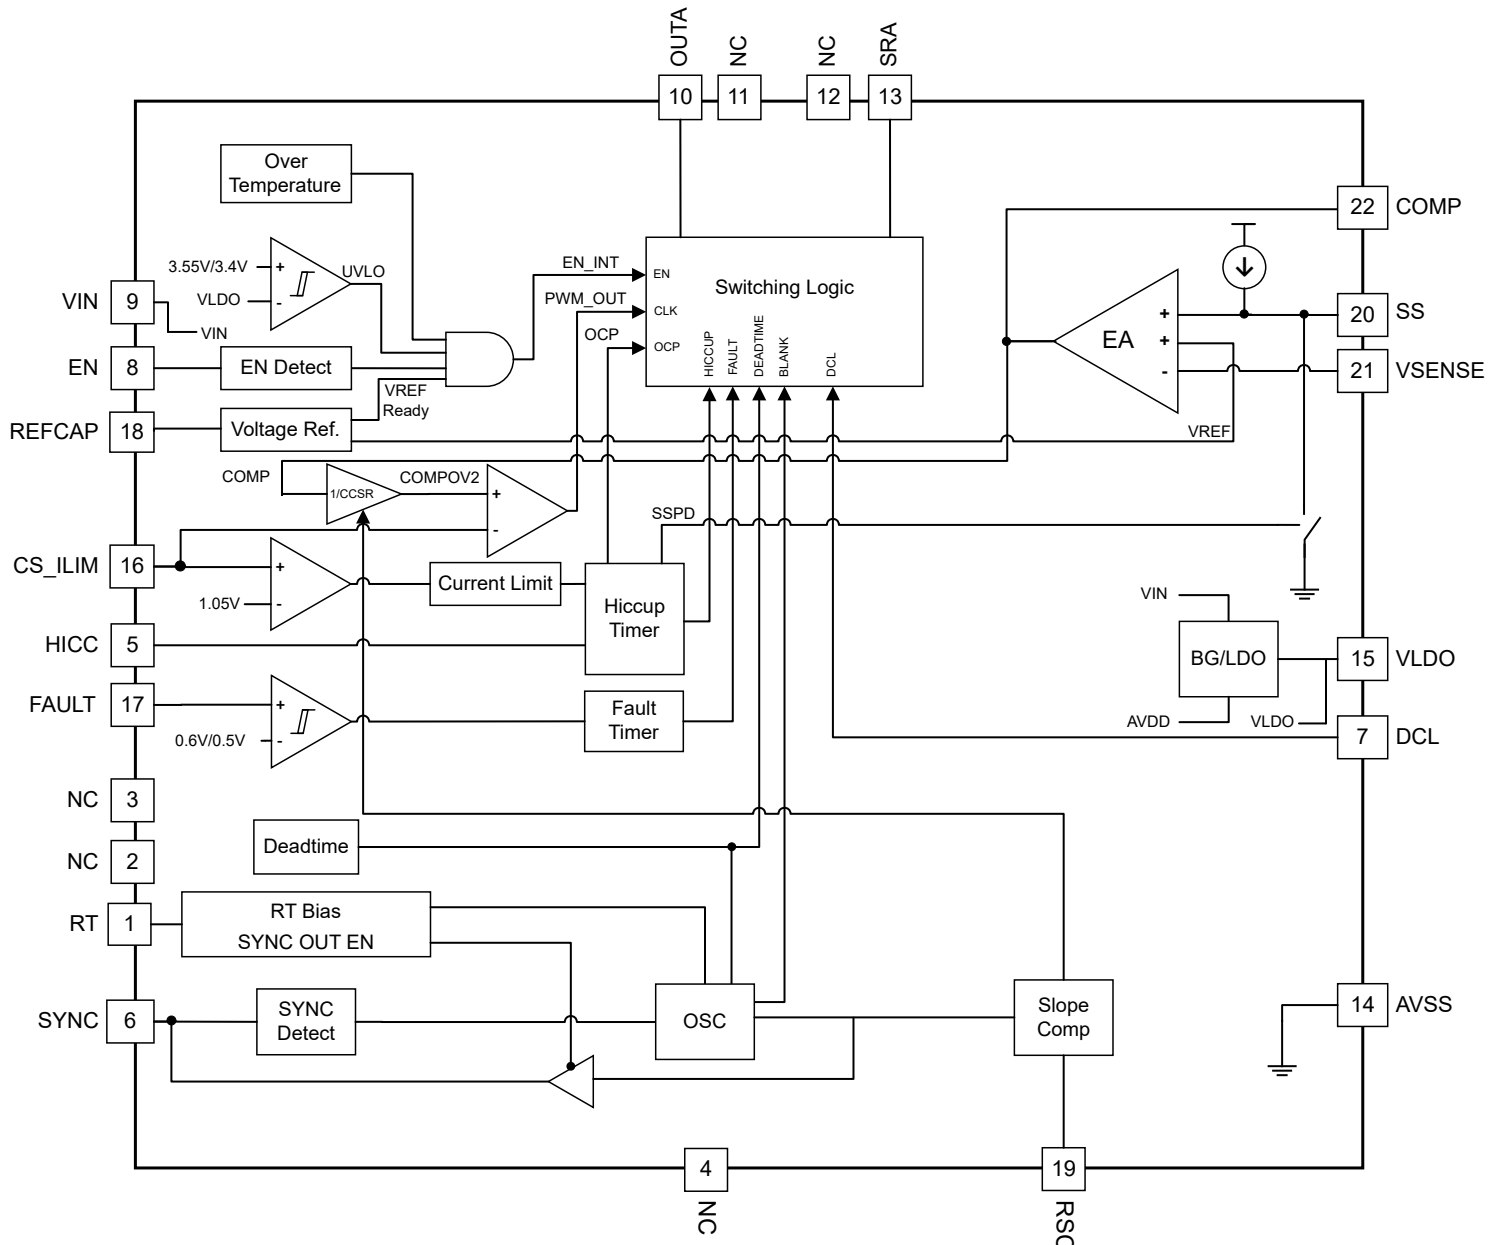 OUTA
NC
NC
SRA
10
11
12
13
Over
Temperature
22
COMP
3.55V/3.4V
+
UVLO
VLDO
-
EN_INT
EN
Switching Logic
PWM_OUT
CLK
OCP
OCP
HICCUP
FAULT
DEADTIME
BLANK
DCL
VIN
9
VIN
EA
+
+
-
20
SS
EN
8
EN Detect
21
VSENSE
VREF
Ready
REFCAP
18
Voltage Ref.
VREF
COMP
1/CCSR
COMPOV2
+
-
SSPD
CS_ILIM
16
+
1.05V
-
Current Limit
Hiccup
Timer
VIN
HICC
5
BG/LDO
15
VLDO
FAULT
17
+
0.6V/0.5V
-
Fault
Timer
AVDD
VLDO
7
DCL
NC
3
Deadtime
NC
2
RT
1
RT Bias
SYNC OUT EN
SYNC
6
SYNC
Detect
OSC
Slope
Comp
14
AVSS
4
NC
19